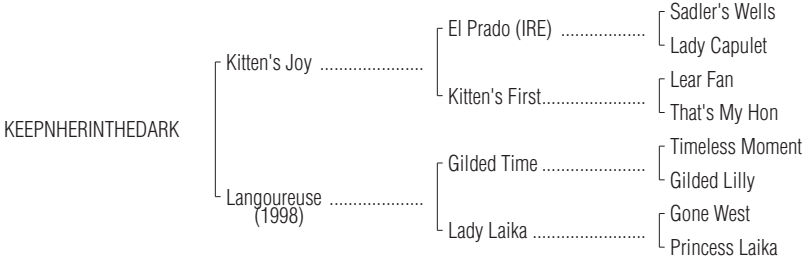 Sadler's Wells
El Prado (IRE) ...................
Lady Capulet
Kitten's Joy ......................
Lear Fan
Kitten's First......................
That's My Hon
KEEPNHERINTHEDARK
Timeless Moment
Gilded Time .......................
Gilded Lilly
Langoureuse ....................
(1998)
Gone West
Lady Laika ........................
Princess Laika